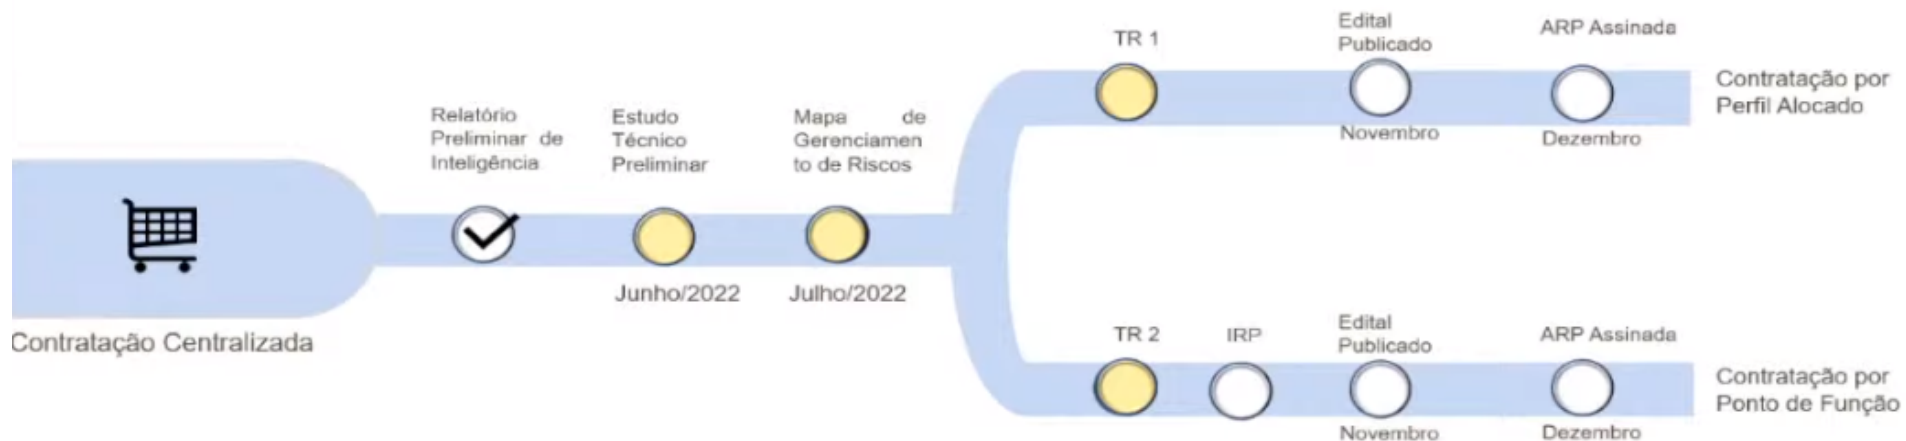 Contratação Centralizada
Relatório
Preliminar de
Inteligência
Estudo
Técnico
Preliminar
Junho/2022
Mapa de
Gerenciamen
to de Riscos
Julho/2022
TR 1
Edital
Publicado
Novembro
ARP Assinada
Dezembro
Contratação por
Perfil Alocado
TR 2
IRP
Edital
Publicado
Novembro
ARP Assinada
Dezembro
Contratação por
Ponto de Função